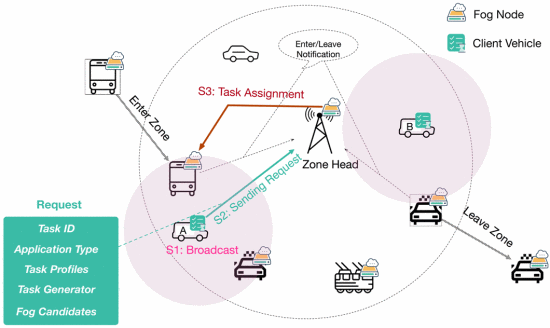 Fog Node
Client Vehicle
Enter/Leave
Notification
S3: Task Assignment
Enter Zone
B
Zone Head
S2: Sending Request
Request
Task ID
Application Type
Task Profiles
Task Generator
Fog Candidates
A
S1: Broadcast
Leave Zone